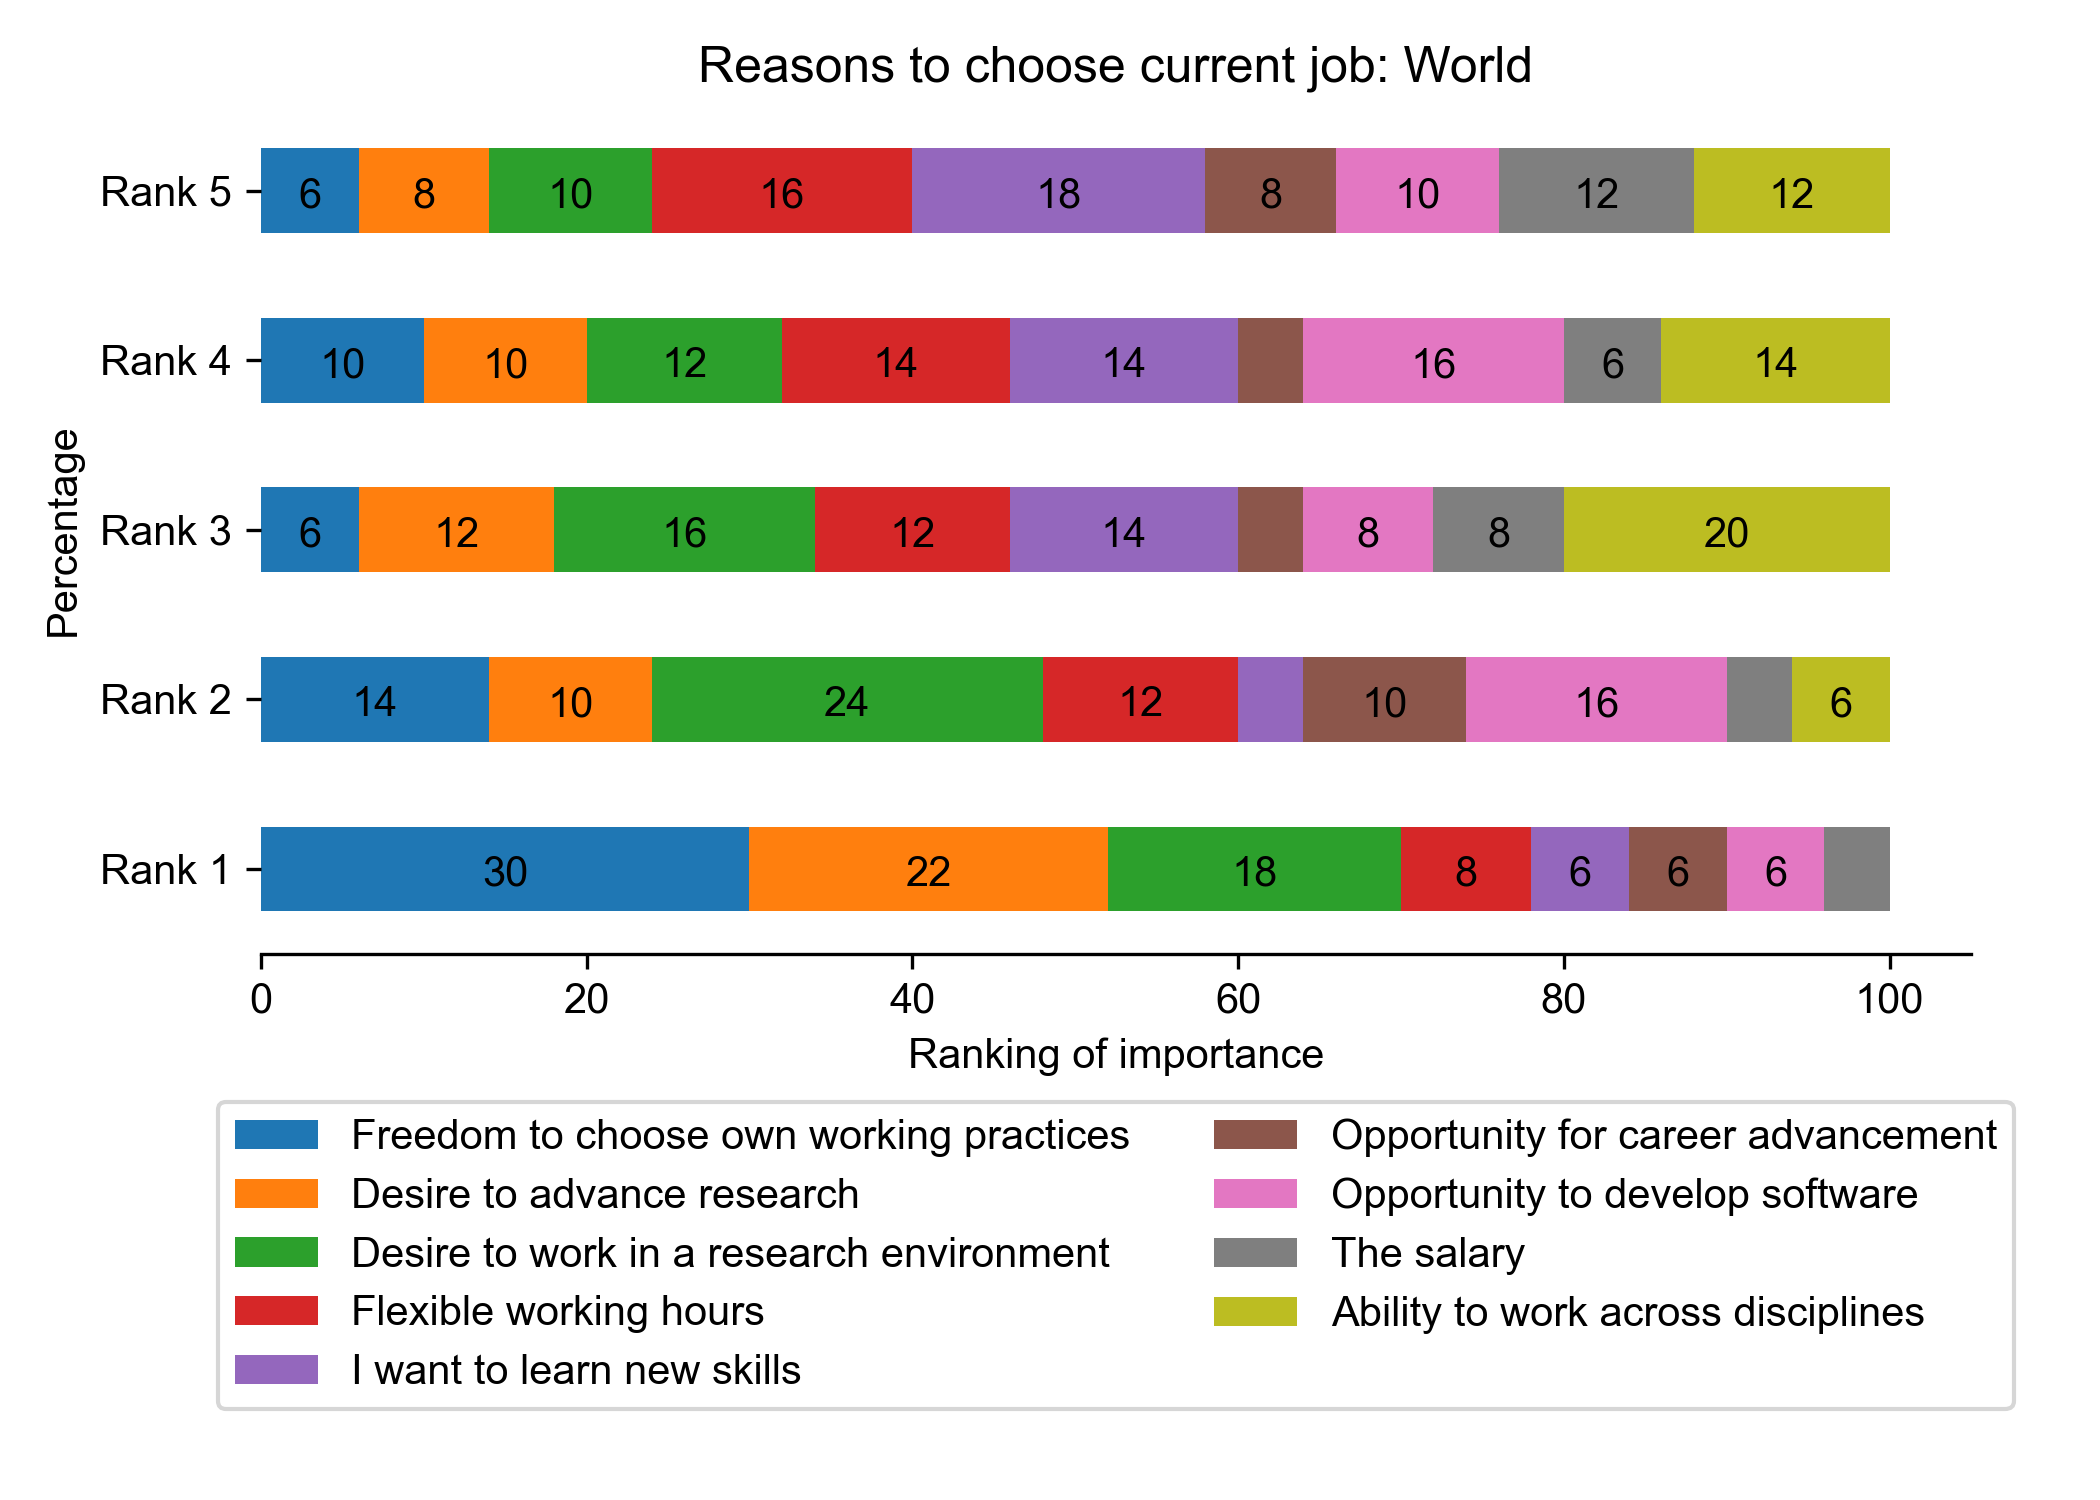 Reasons to choose current job: World
Rank 5 6 8 10 16 18 8 10 12 12
Rank 4 10 10 12 14 14 16 6 14
Rank 3 6 12 16 12 14 8 8 20
Rank 2 14 10 24 12 10 16 6
Rank 1 30 22 18 8 6 6 6
Percentage
0 20 40 60 80 100
Ranking of importance
Freedom to choose own working practices
Desire to advance research
Desire to work in a research environment
Flexible working hours
I want to learn new skills
Opportunity for career advancement
Opportunity to develop software
The salary
Ability to work across disciplines